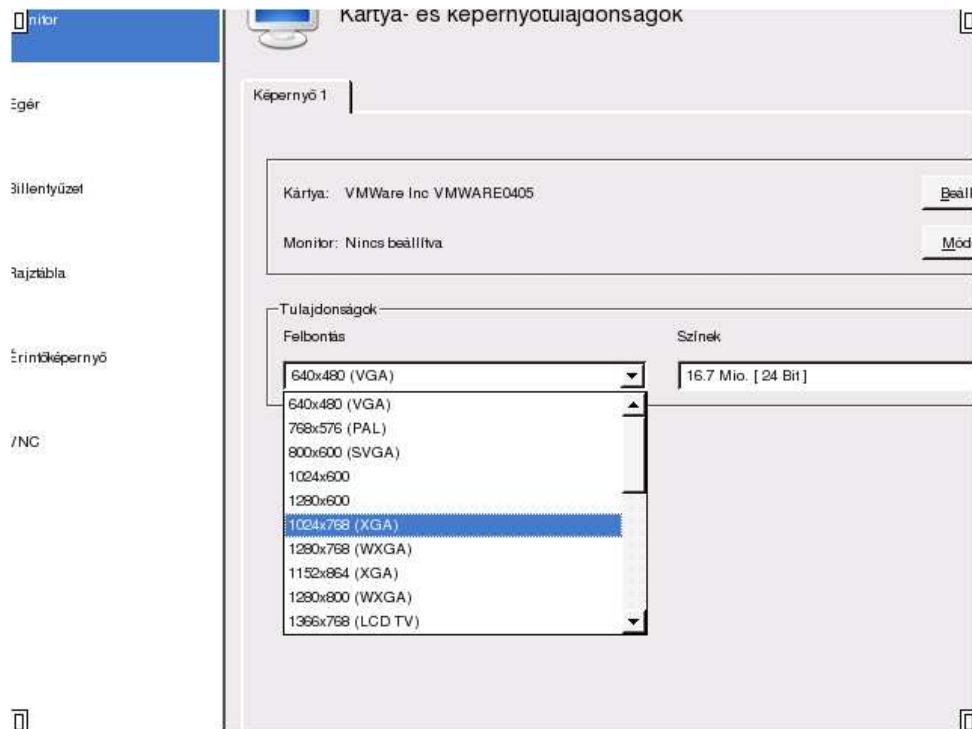 Kártya- és képernyőtulajdonságok
nitor
Egér
Billentyűzet
Rajztábla
Érintőképernyő
VNC
Képernyő 1
Kártya: VMWare Inc VMWARE0405
Beáll
Monitor: Nincs beállítva
Mód
Tulajdonságok
Felbontás
Színek
640x480 (VGA)
16.7 Mio. [ 24 Bit ]
640x480 (VGA)
768x576 (PAL)
800x600 (SVGA)
1024x600
1280x600
1024x768 (XGA)
1280x768 (WXGA)
1152x864 (XGA)
1280x800 (WXGA)
1366x768 (LCD TV)